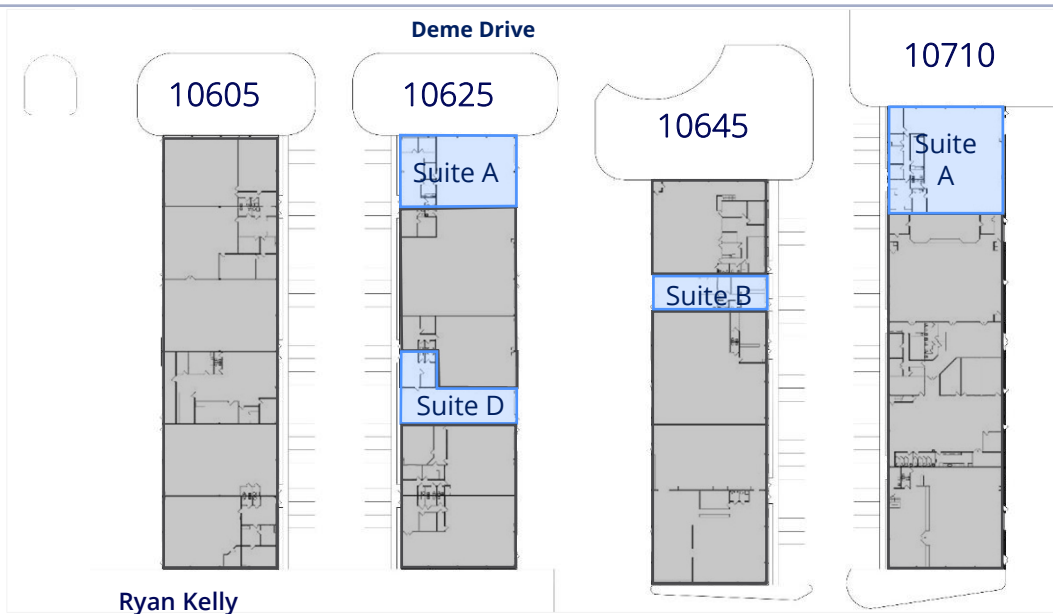 Deme Drive
10605
10625
10645
10710
Suite A
Suite
A
Suite B
Suite D
Ryan Kelly